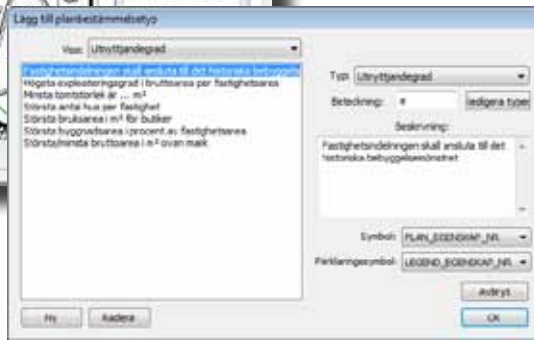 Lägg till planbestämmelsetyp
Visa: Utnyttjandegrad
Fastighetsindelningen skall ansluta till det historiska bebyggels
Högsta exploateringsgrad i bruttoarea per fastighetsarea
Minsta tomtstorlek är ... m²
Största antal hus per fastighet
Största bruksarea i m² för butiker
Största byggnadsarea i procent av fastighetsarea
Största/minsta bruttoarea i m² ovan mark
Ny
Radera
Typ: Utnyttjandegrad
Beteckning: e
Redigera typer
Beskrivning:
Fastighetsindelningen skall ansluta till det
historiska bebyggelsemönstret
Symbol: PLAN_EGENSKAP_NR.
Förklaringssymbol: LEGEND_EGENSKAP_NR.
Avbryt
OK